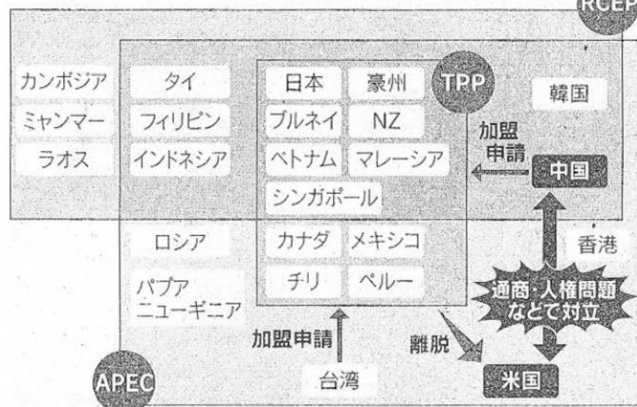 RCEP
カンボジア
タイ
日本
豪州
TPP
韓国
ミャンマー
フィリピン
ブルネイ
NZ
加盟
申請
ラオス
インドネシア
ベトナム
マレーシア
中国
シンガポール
ロシア
カナダ
メキシコ
香港
パプア
ニューギニア
チリ
ペルー
通商・人権問題
などで対立
加盟申請
離脱
APEC
台湾
米国